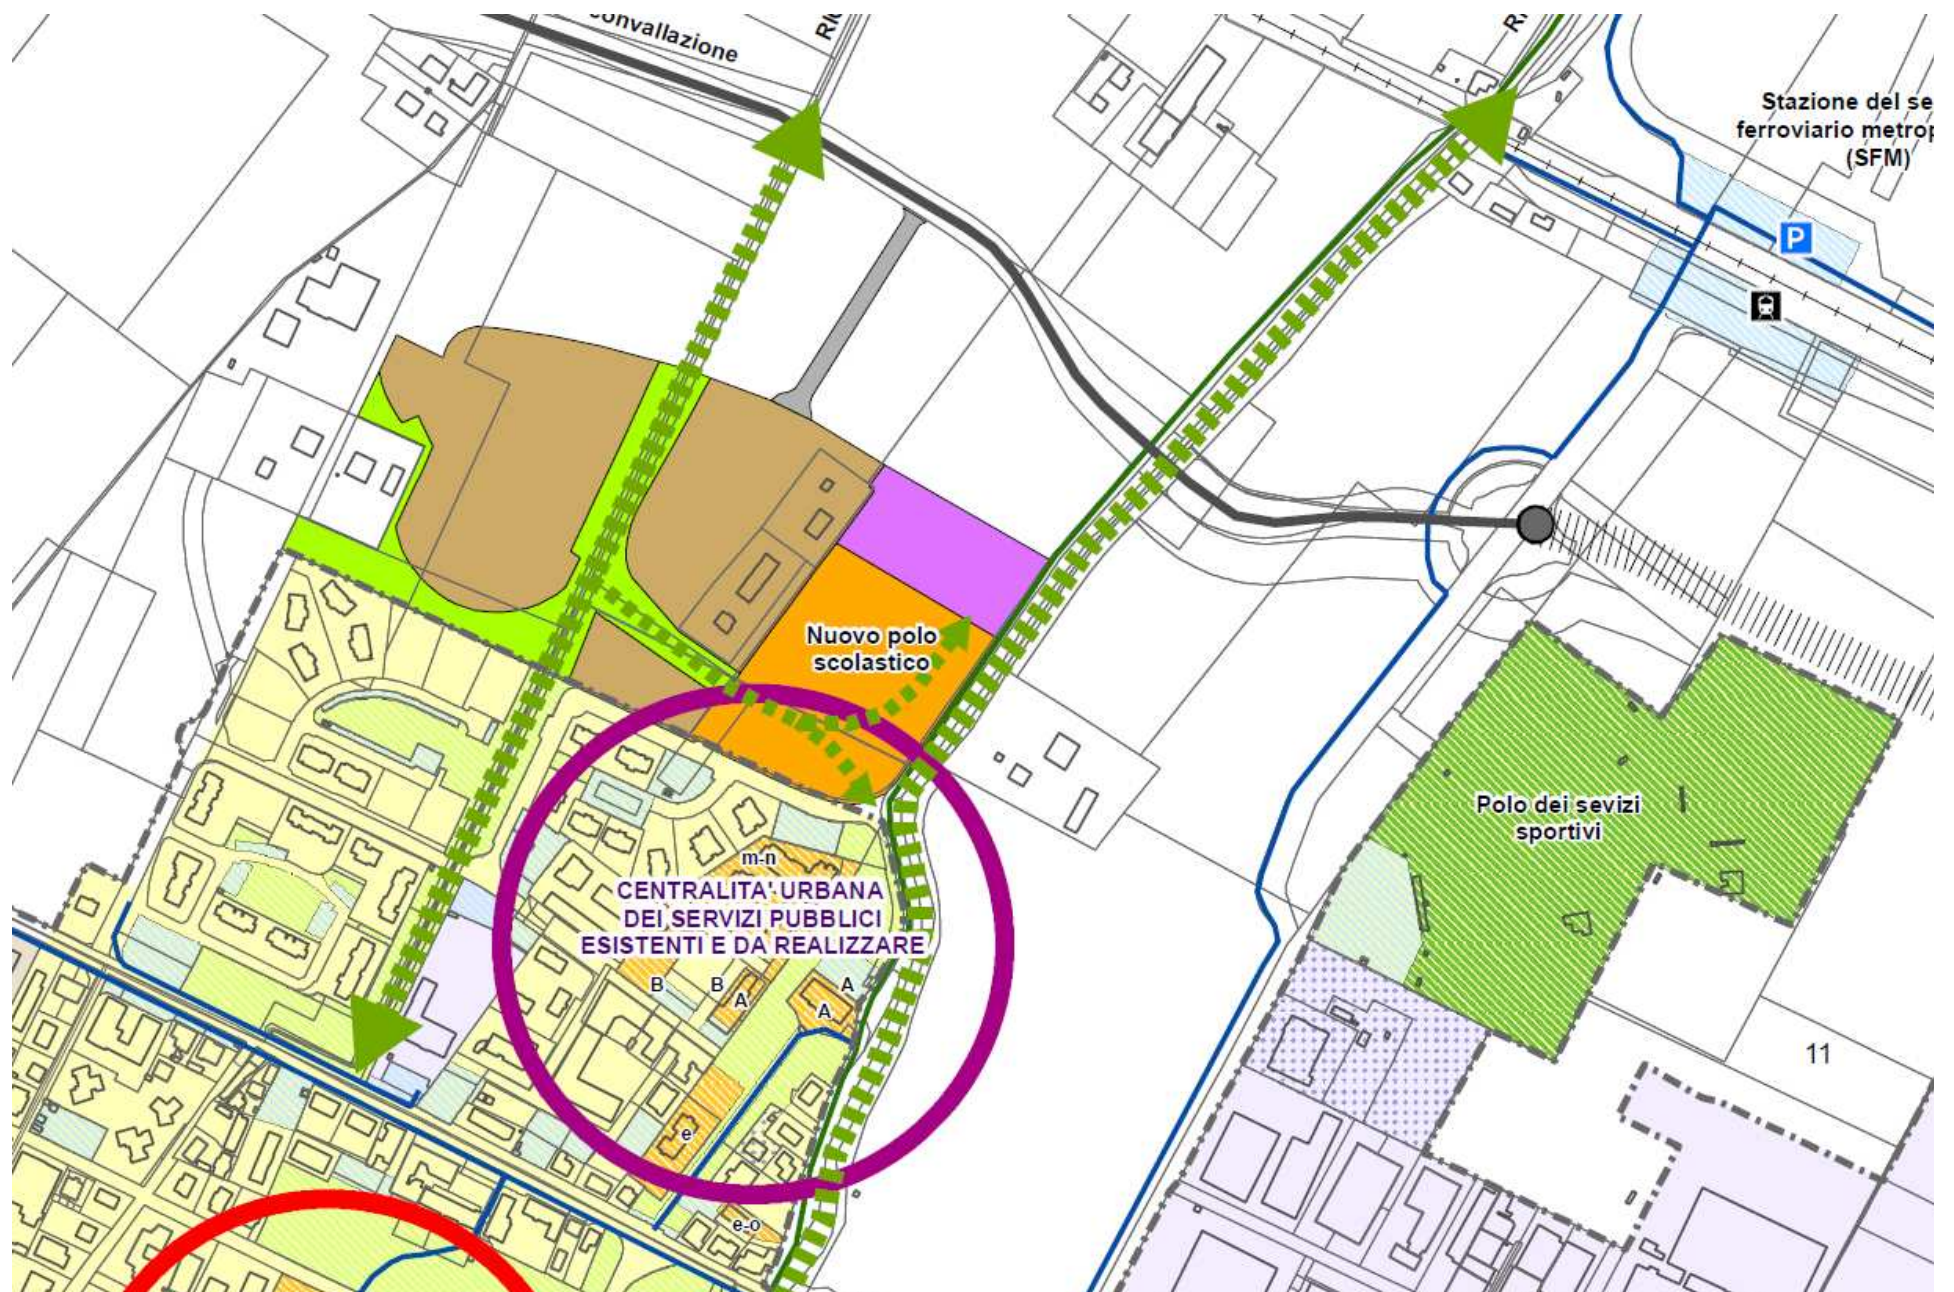 convallazione
Stazione del se
ferroviario metrop
(SFM)
P
Nuovo polo
scolastico
Polo dei sevizi
sportivi
m-n
CENTRALITA' URBANA
DEI SERVIZI PUBBLICI
ESISTENTI E DA REALIZZARE
B
B
A
A
A
11
e
e-o